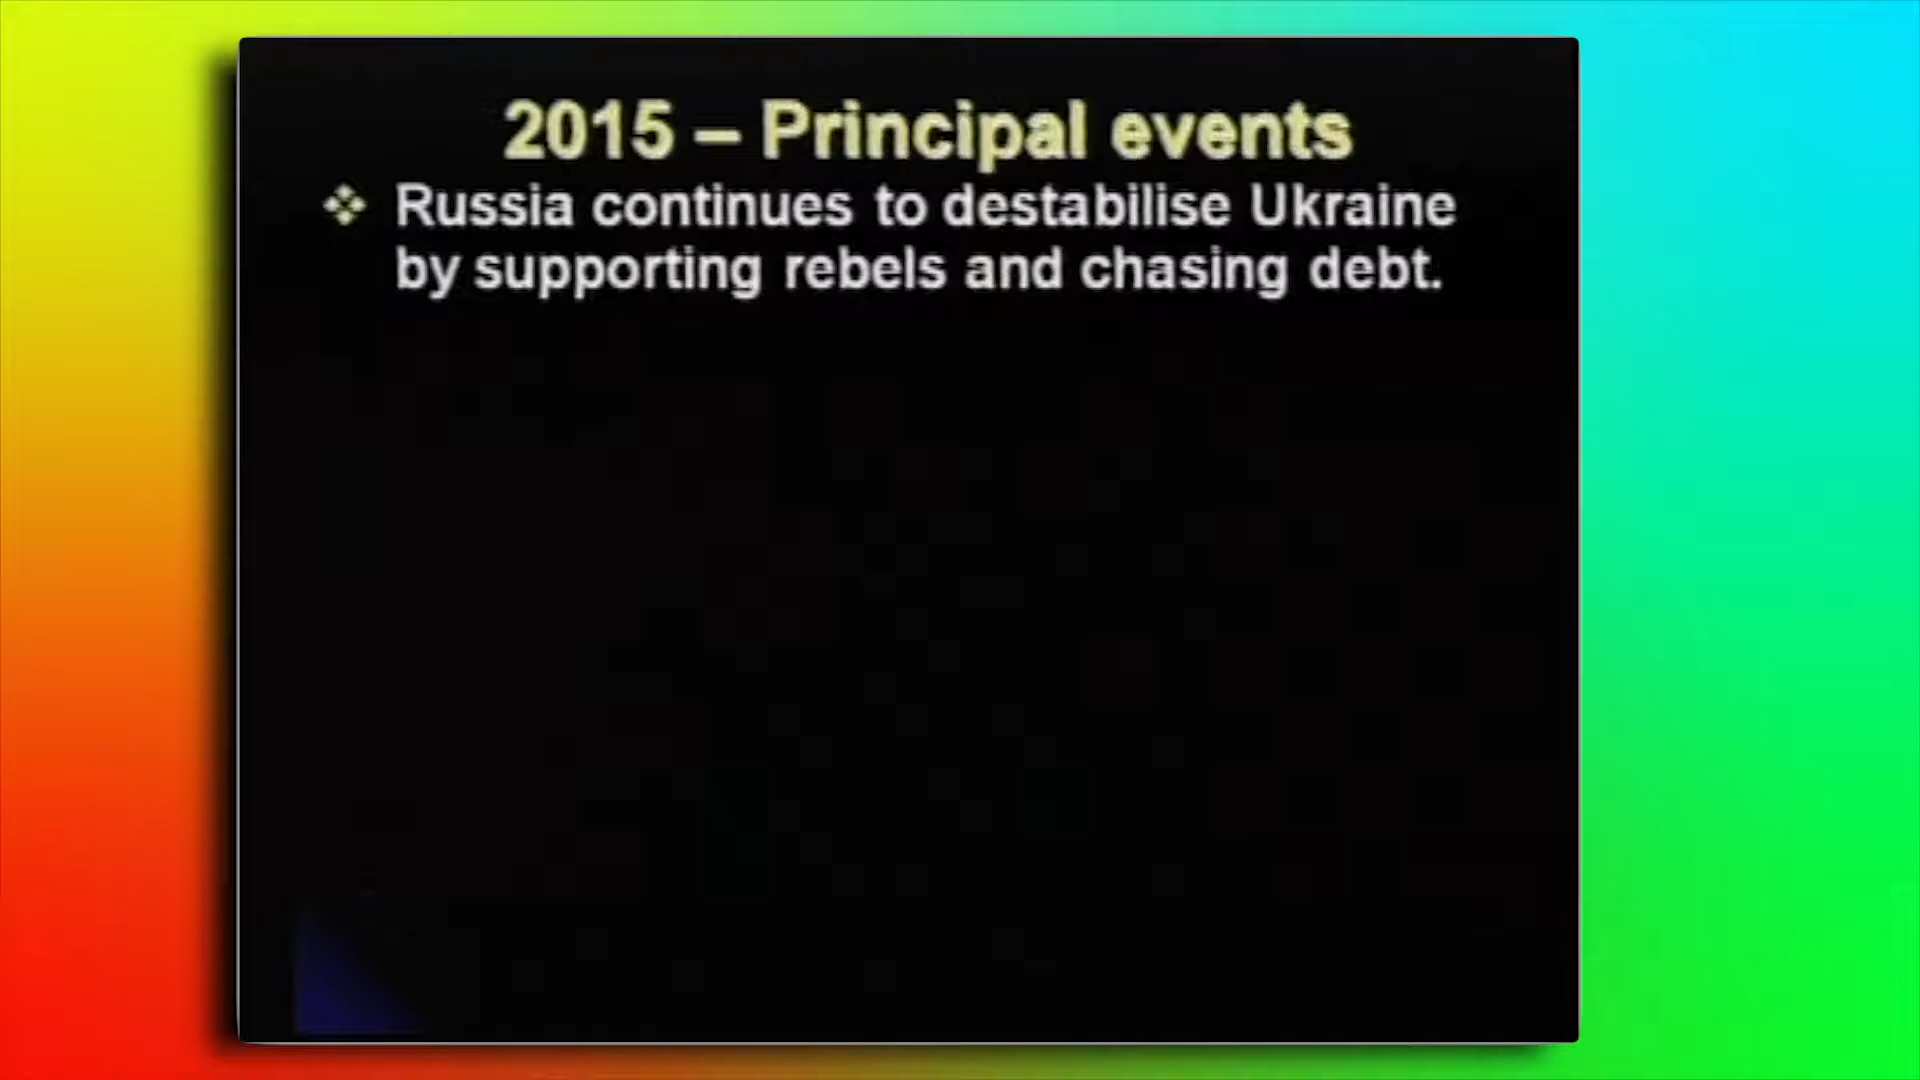 2015 – Principal events
Russia continues to destabilise Ukraine
by supporting rebels and chasing debt.